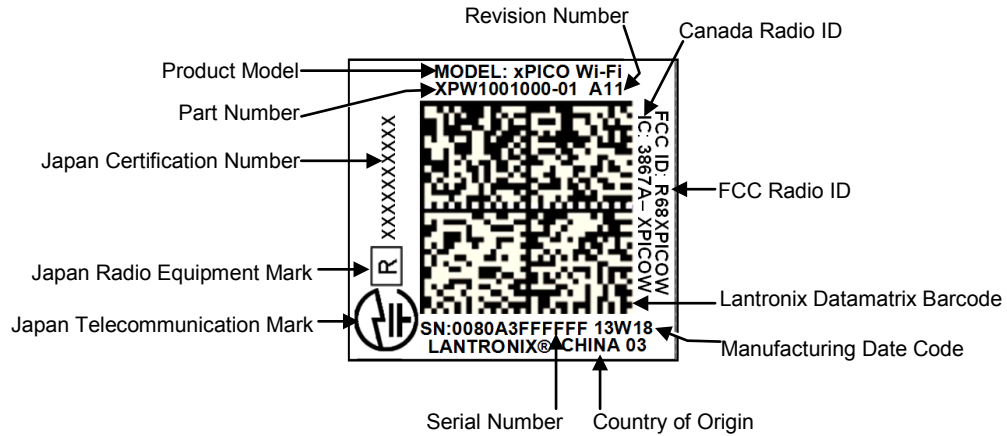 Revision Number
Canada Radio ID
Product Model
MODEL: xPICO Wi-Fi
Part Number
XPW1001000-01 A11
Japan Certification Number
XXXXXXXXXXX
IC: 3867A- XPICOW
FCC ID: R68XPICOW
FCC Radio ID
Japan Radio Equipment Mark
R
Lantronix Datamatrix Barcode
Japan Telecommunication Mark
SN:0080A3FFFFFF 13W18
LANTRONIX® CHINA 03
Manufacturing Date Code
Serial Number
Country of Origin